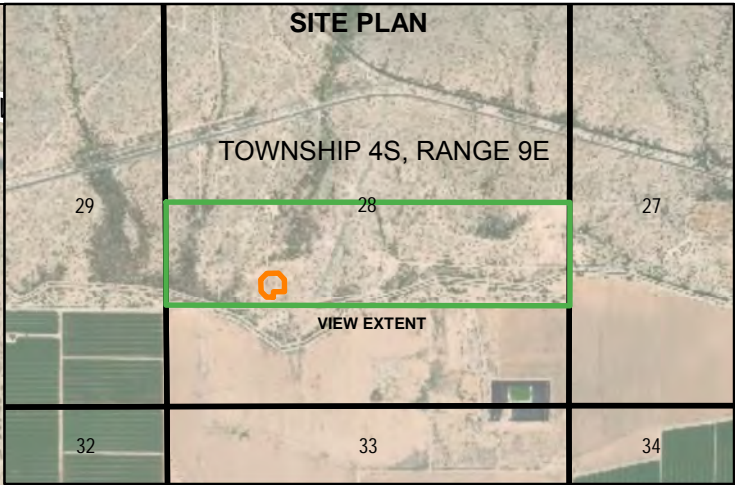 SITE PLAN
TOWNSHIP 4S, RANGE 9E
29
28
27
VIEW EXTENT
32
33
34